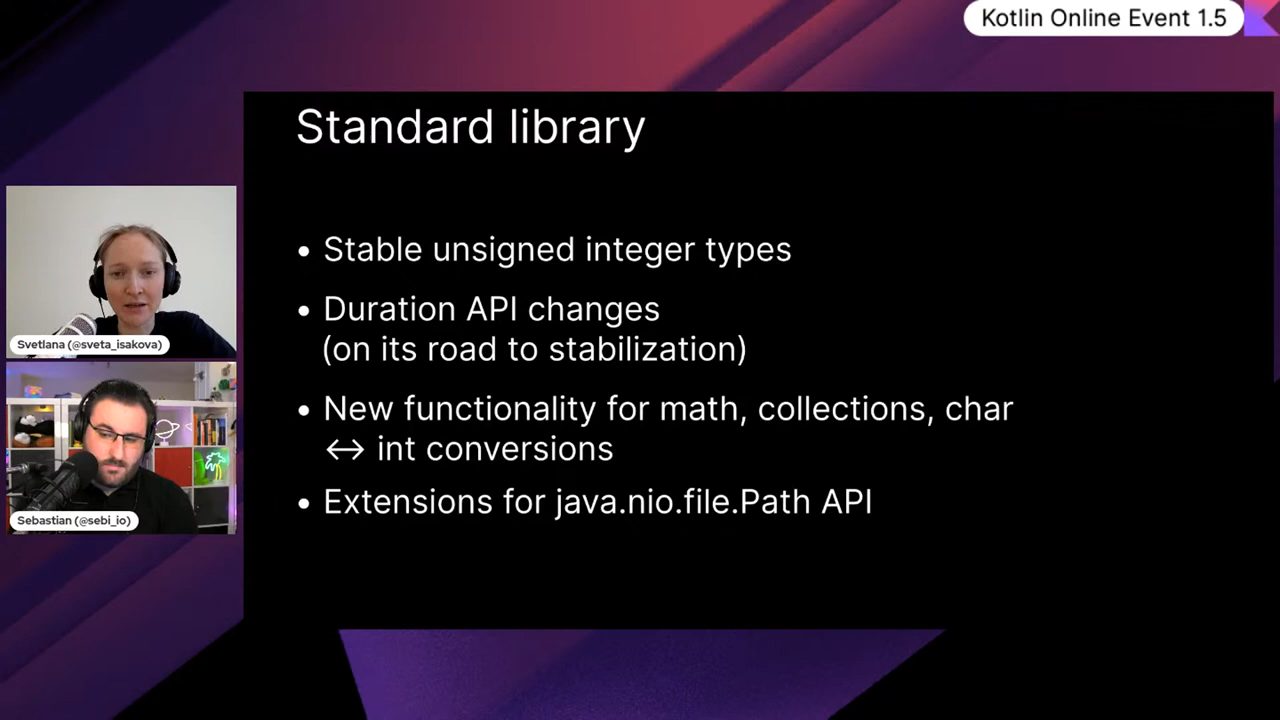 Kotlin Online Event 1.5
Standard library
• Stable unsigned integer types
• Duration API changes
(on its road to stabilization)
• New functionality for math, collections, char
↔ int conversions
• Extensions for java.nio.file.Path API
Svetlana (@sveta_isakova)
Sebastian (@sebi_io)